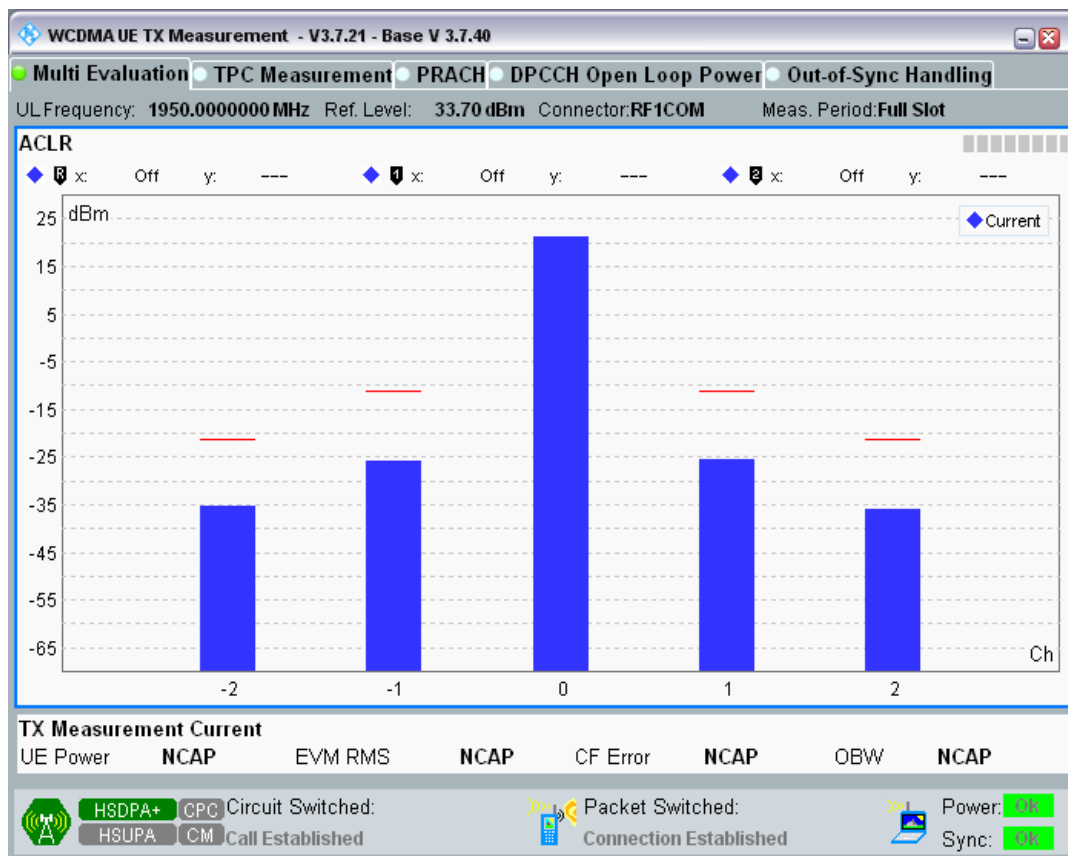 WCDMA UE TX Measurement - V3.7.21 - Base V 3.7.40
Multi Evaluation TPC Measurement PRACH DPCCH Open Loop Power Out-of-Sync Handling
UL Frequency: 1950.0000000 MHz Ref. Level: 33.70 dBm Connector:RF1COM Meas. Period:Full Slot
ACLR
R x: Off y: --- 1 x: Off y: --- 2 x: Off y: ---
25 dBm Current
15
5
-5
-15
-25
-35
-45
-55
-65 Ch
-2 -1 0 1 2
TX Measurement Current
UE Power NCAP EVM RMS NCAP CF Error NCAP OBW NCAP
HSDPA+ CPC Circuit Switched: Packet Switched: Power: OK
HSUPA CM Call Established Connection Established Sync: OK